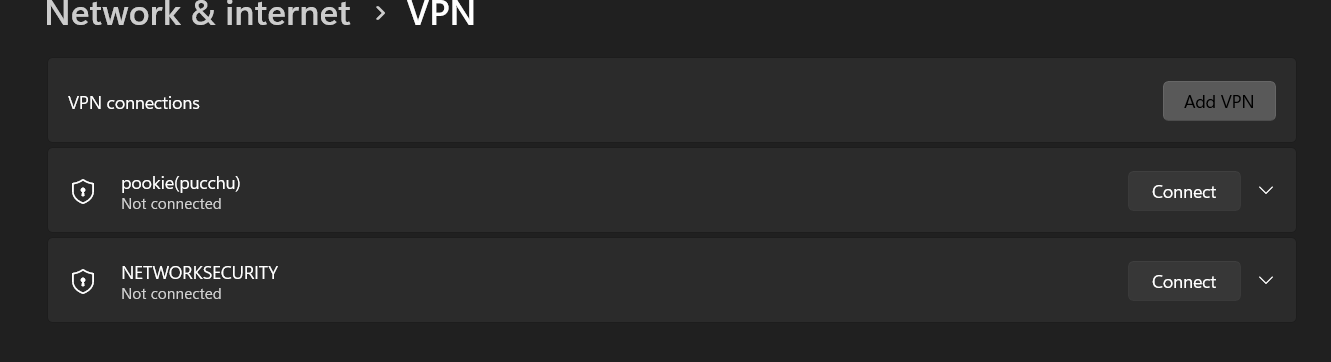 Network & internet > VPN
VPN connections
Add VPN
pookie(pucchu)
Not connected
Connect
NETWORKSECURITY
Not connected
Connect